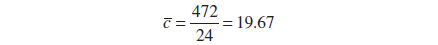 c̅ = 472/24 = 19.67